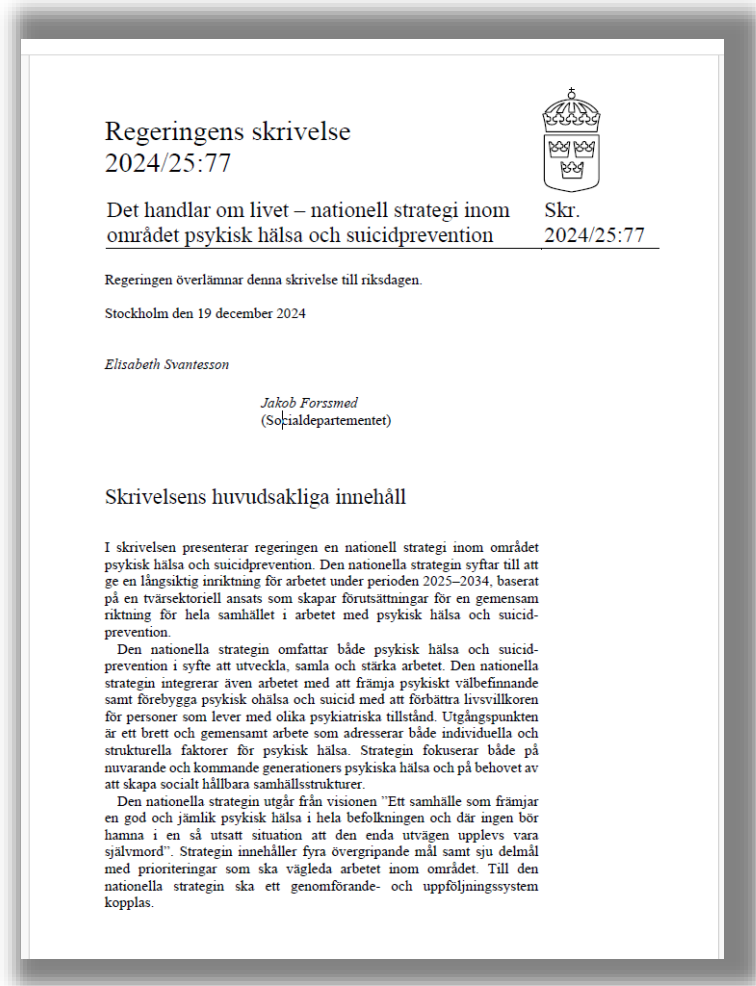 Regeringens skrivelse
2024/25:77
Det handlar om livet – nationell strategi inom
området psykisk hälsa och suicidprevention
Skr.
2024/25:77
Regeringen överlämnar denna skrivelse till riksdagen.
Stockholm den 19 december 2024
Elisabeth Svantesson
Jakob Forssmed
(Socialdepartementet)
Skrivelsens huvudsakliga innehåll
I skrivelsen presenterar regeringen en nationell strategi inom området
psykisk hälsa och suicidprevention. Den nationella strategin syftar till att
ge en långsiktig inriktning för arbetet under perioden 2025–2034, baserat
på en tvärsektoriell ansats som skapar förutsättningar för en gemensam
riktning för hela samhället i arbetet med psykisk hälsa och suicid-
prevention.
Den nationella strategin omfattar både psykisk hälsa och suicid-
prevention i syfte att utveckla, samla och stärka arbetet. Den nationella
strategin integrerar även arbetet med att främja psykiskt välbefinnande
samt förebygga psykisk ohälsa och suicid med att förbättra livsvillkoren
för personer som lever med olika psykiatriska tillstånd. Utgångspunkten
är ett brett och gemensamt arbete som adresserar både individuella och
strukturella faktorer för psykisk hälsa. Strategin fokuserar både på
nuvarande och kommande generationers psykiska hälsa och på behovet av
att skapa socialt hållbara samhällsstrukturer.
Den nationella strategin utgår från visionen ”Ett samhälle som främjar
en god och jämlik psykisk hälsa i hela befolkningen och där ingen bör
hamna i en så utsatt situation att den enda utvägen upplevs vara
självmord”. Strategin innehåller fyra övergripande mål samt sju delmål
med prioriteringar som ska vägleda arbetet inom området. Till den
nationella strategin ska ett genomförande- och uppföljningssystem
kopplas.